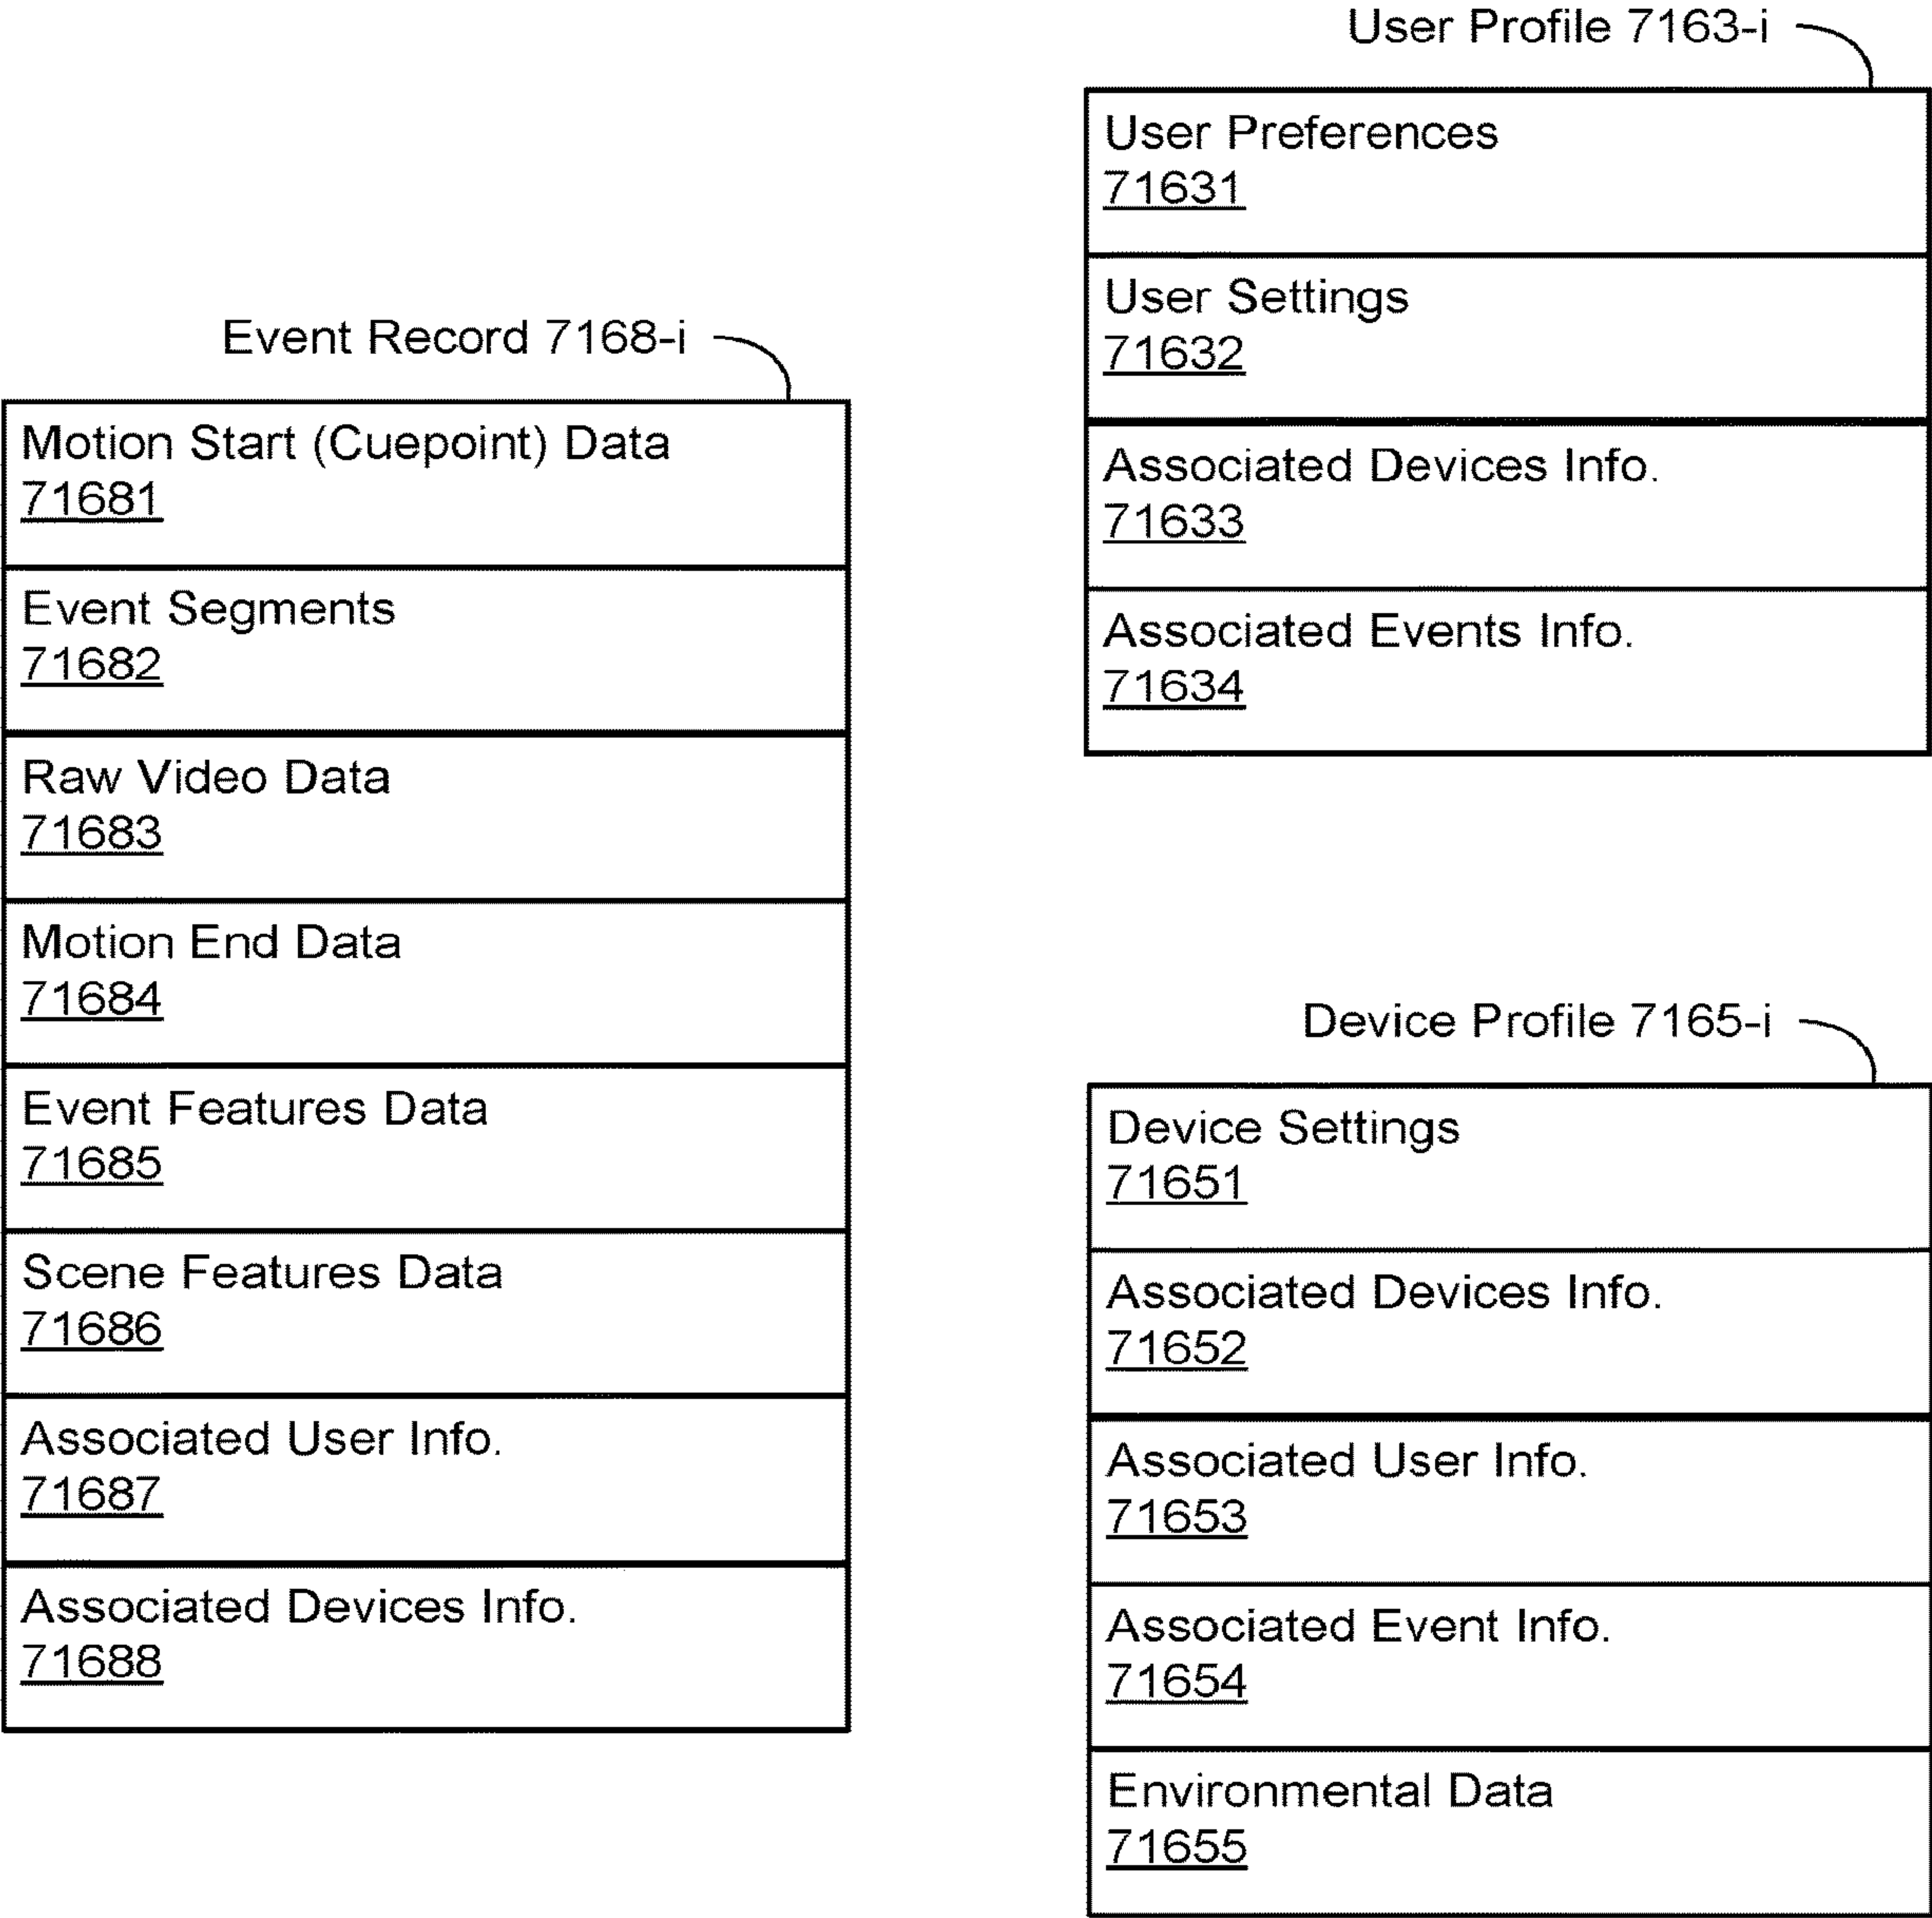 Event Record 7168-i
Motion Start (Cuepoint) Data
71681
Event Segments
71682
Raw Video Data
71683
Motion End Data
71684
Event Features Data
71685
Scene Features Data
71686
Associated User Info.
71687
Associated Devices Info.
71688
User Profile 7163-i
User Preferences
71631
User Settings
71632
Associated Devices Info.
71633
Associated Events Info.
71634
Device Profile 7165-i
Device Settings
71651
Associated Devices Info.
71652
Associated User Info.
71653
Associated Event Info.
71654
Environmental Data
71655